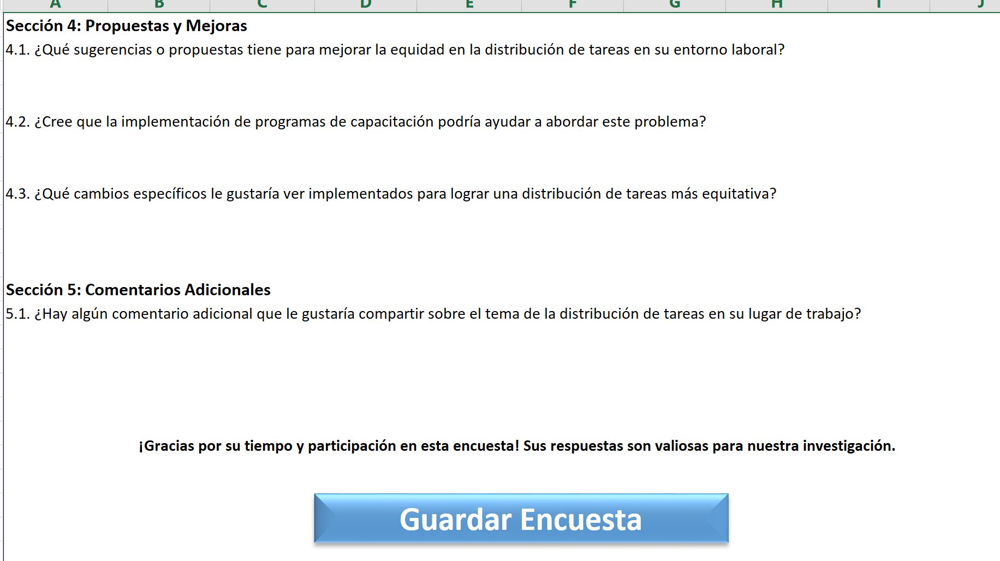 A B C D E F G H I J
Sección 4: Propuestas y Mejoras
4.1. ¿Qué sugerencias o propuestas tiene para mejorar la equidad en la distribución de tareas en su entorno laboral?
4.2. ¿Cree que la implementación de programas de capacitación podría ayudar a abordar este problema?
4.3. ¿Qué cambios específicos le gustaría ver implementados para lograr una distribución de tareas más equitativa?
Sección 5: Comentarios Adicionales
5.1. ¿Hay algún comentario adicional que le gustaría compartir sobre el tema de la distribución de tareas en su lugar de trabajo?
¡Gracias por su tiempo y participación en esta encuesta! Sus respuestas son valiosas para nuestra investigación.
Guardar Encuesta